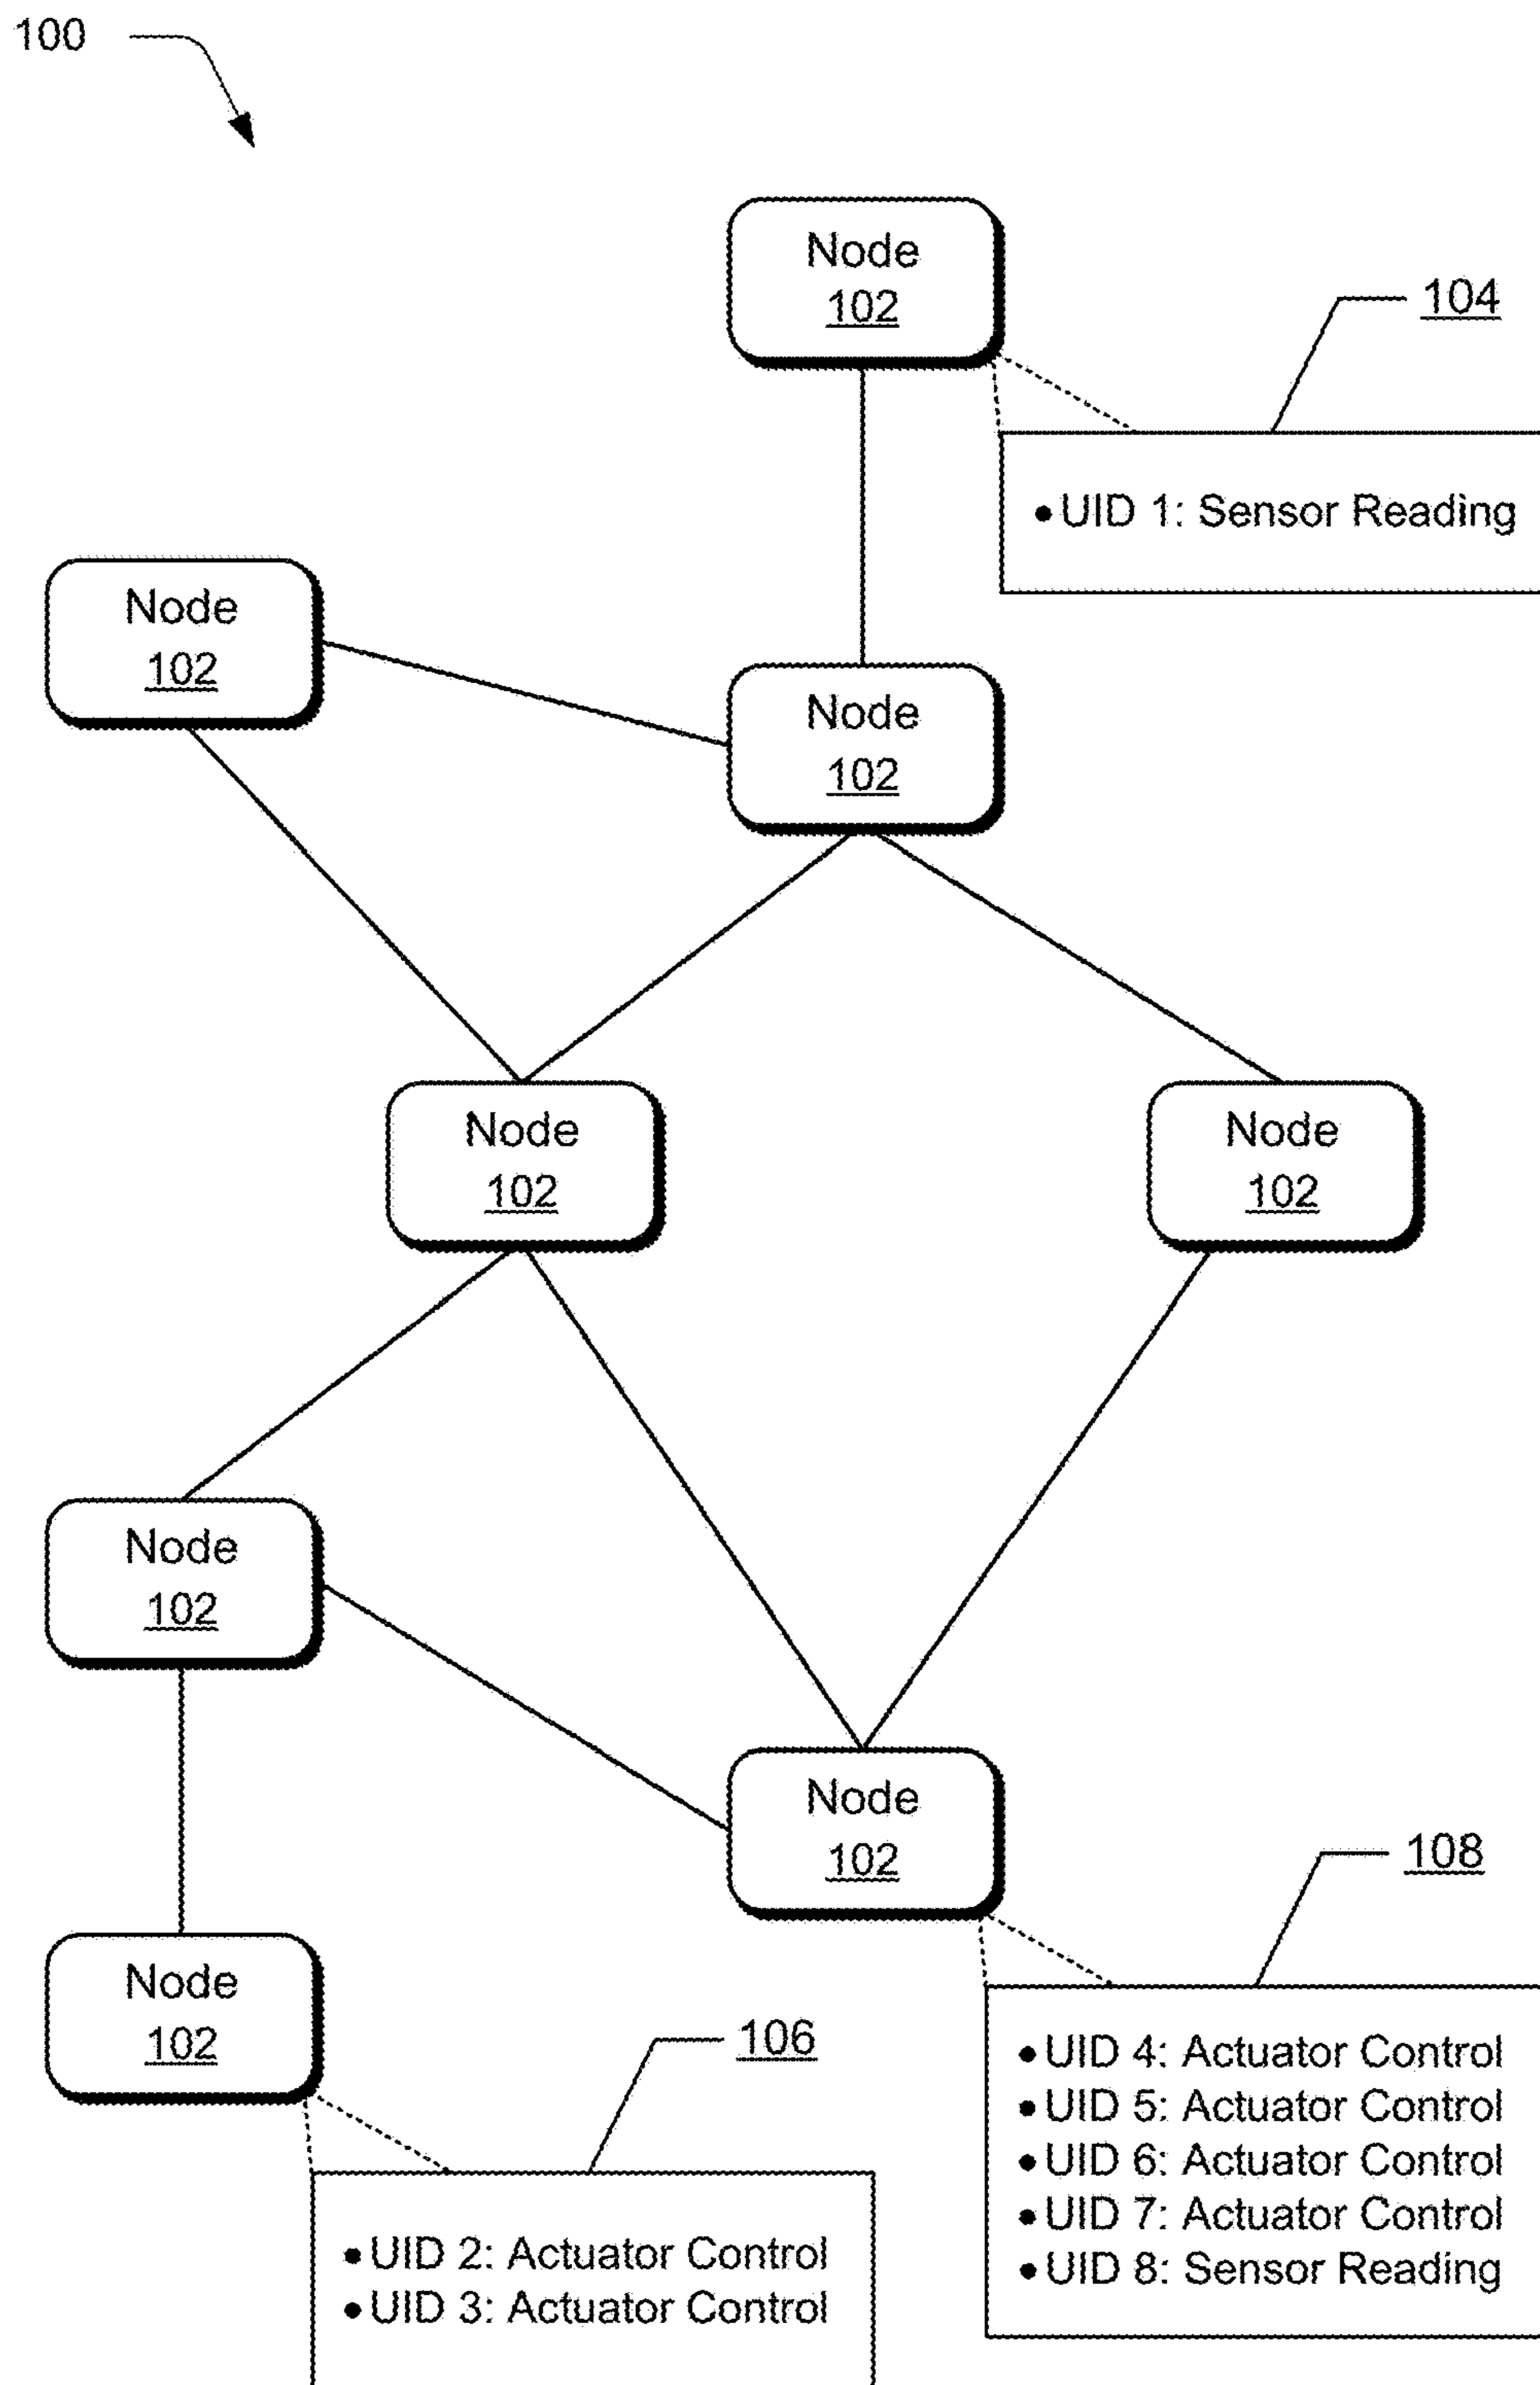 100
Node
102
104
• UID 1: Sensor Reading
Node
102
Node
102
Node
102
Node
102
Node
102
Node
102
108
Node
102
106
• UID 4: Actuator Control
• UID 5: Actuator Control
• UID 6: Actuator Control
• UID 7: Actuator Control
• UID 8: Sensor Reading
• UID 2: Actuator Control
• UID 3: Actuator Control